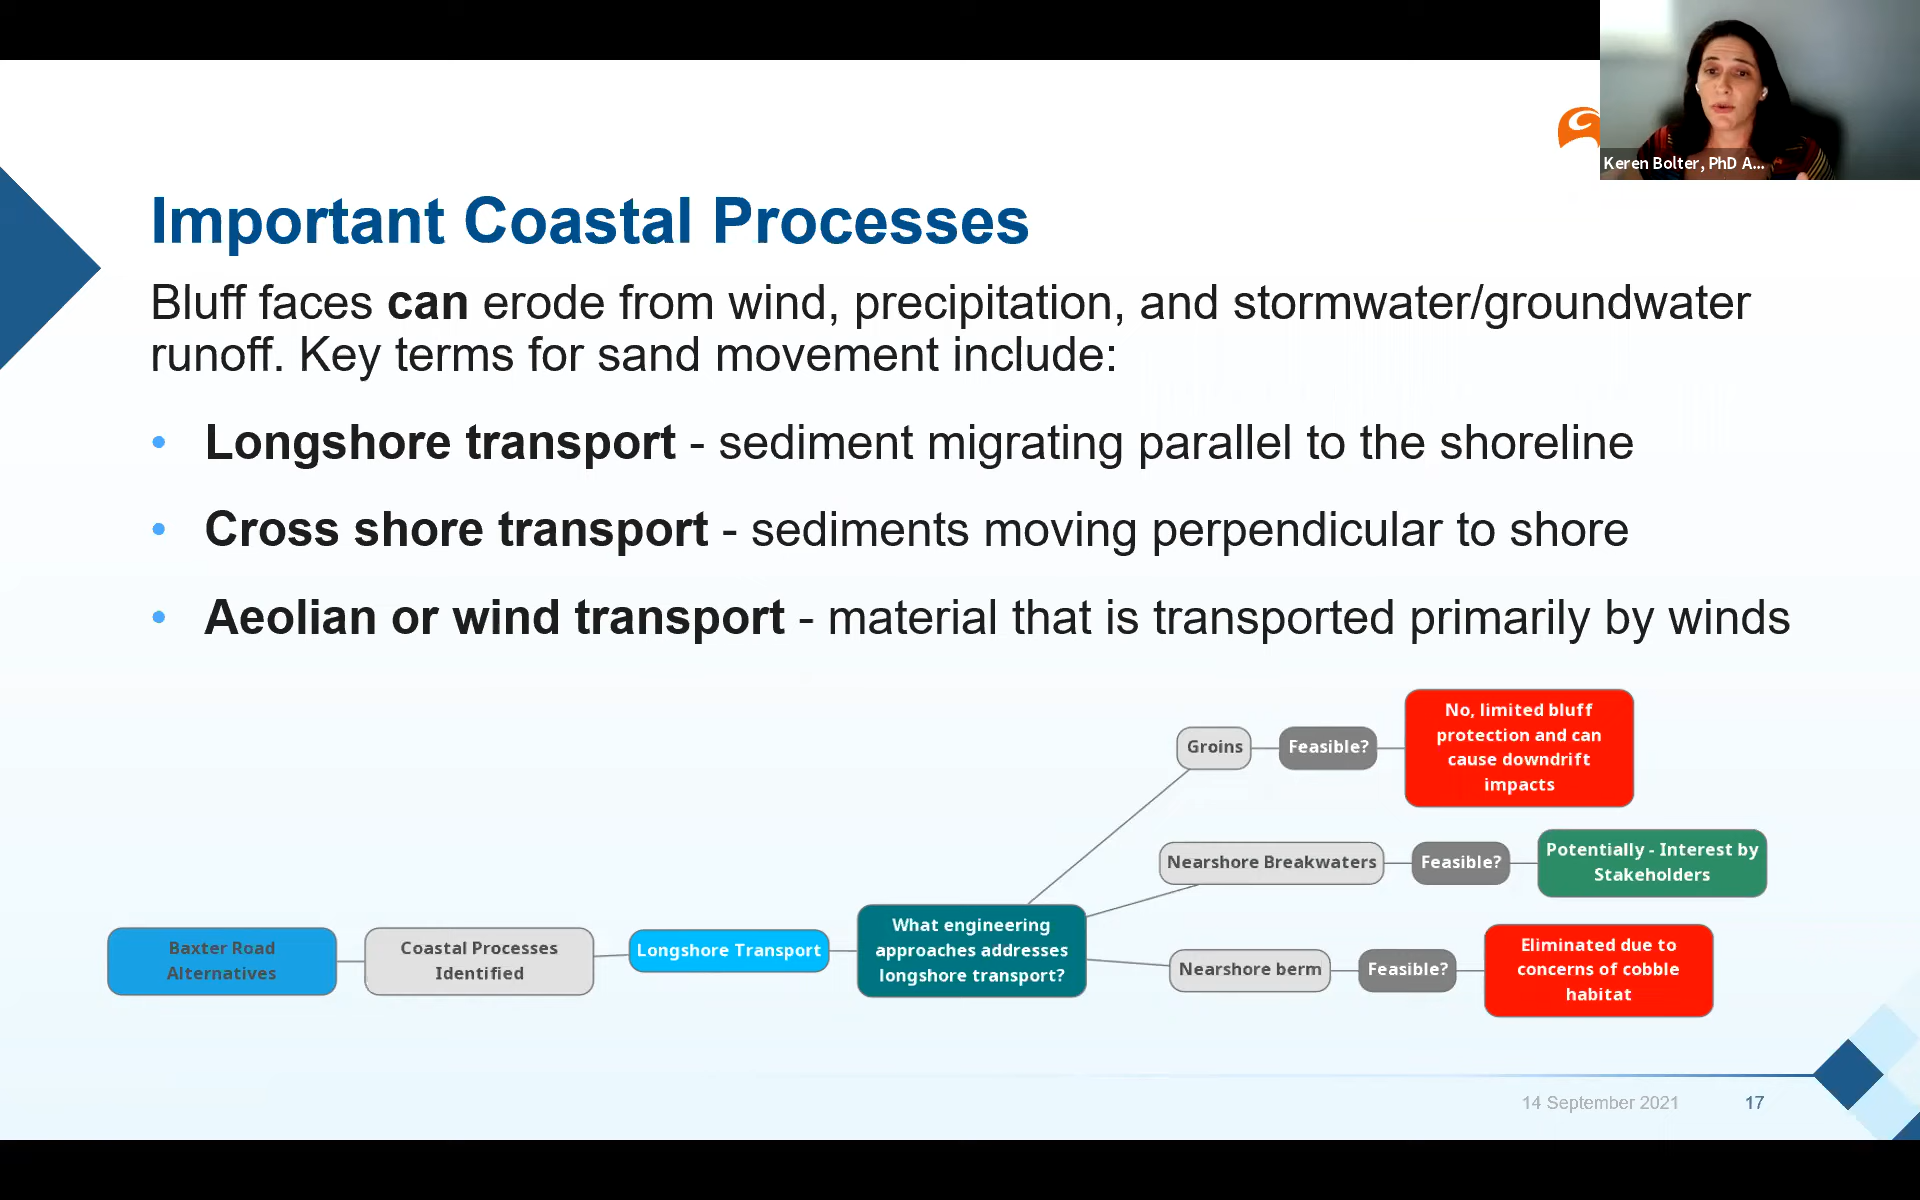 Keren Bolter, PhD A...
Important Coastal Processes
Bluff faces can erode from wind, precipitation, and stormwater/groundwater
runoff. Key terms for sand movement include:
• Longshore transport - sediment migrating parallel to the shoreline
• Cross shore transport - sediments moving perpendicular to shore
• Aeolian or wind transport - material that is transported primarily by winds
Baxter Road
Alternatives
Coastal Processes
Identified
Longshore Transport
What engineering
approaches addresses
longshore transport?
Groins
Feasible?
No, limited bluff
protection and can
cause downdrift
impacts
Nearshore Breakwaters
Feasible?
Potentially - Interest by
Stakeholders
Nearshore berm
Feasible?
Eliminated due to
concerns of cobble
habitat
14 September 2021
17